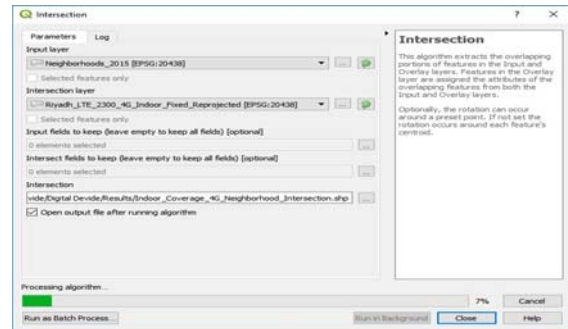 Intersection
? ×
Parameters Log
Input layer
Neighborhoods_2015 [EPSG:20438]
Selected features only
Intersection layer
Riyadh_LTE_2300_4G_Indoor_Fixed_Reprojected [EPSG:20438]
Selected features only
Input fields to keep (leave empty to keep all fields) [optional]
0 elements selected
Intersect fields to keep (leave empty to keep all fields) [optional]
0 elements selected
Intersection
vide/Digital Devide/Results/Indoor_Coverage_4G_Neighborhood_Intersection.shp
Open output file after running algorithm
Intersection
This algorithm extracts the overlapping
portions of features in the Input and
Overlay layers. Features in the Overlay
layer are assigned the attributes of the
overlapping features from both the
Input and Overlay layers.
Optionally, the rotation can occur
around a preset point. If not set the
rotation occurs around each feature's
centroid.
Processing algorithm...
7% Cancel
Run as Batch Process... Run in Background Close Help